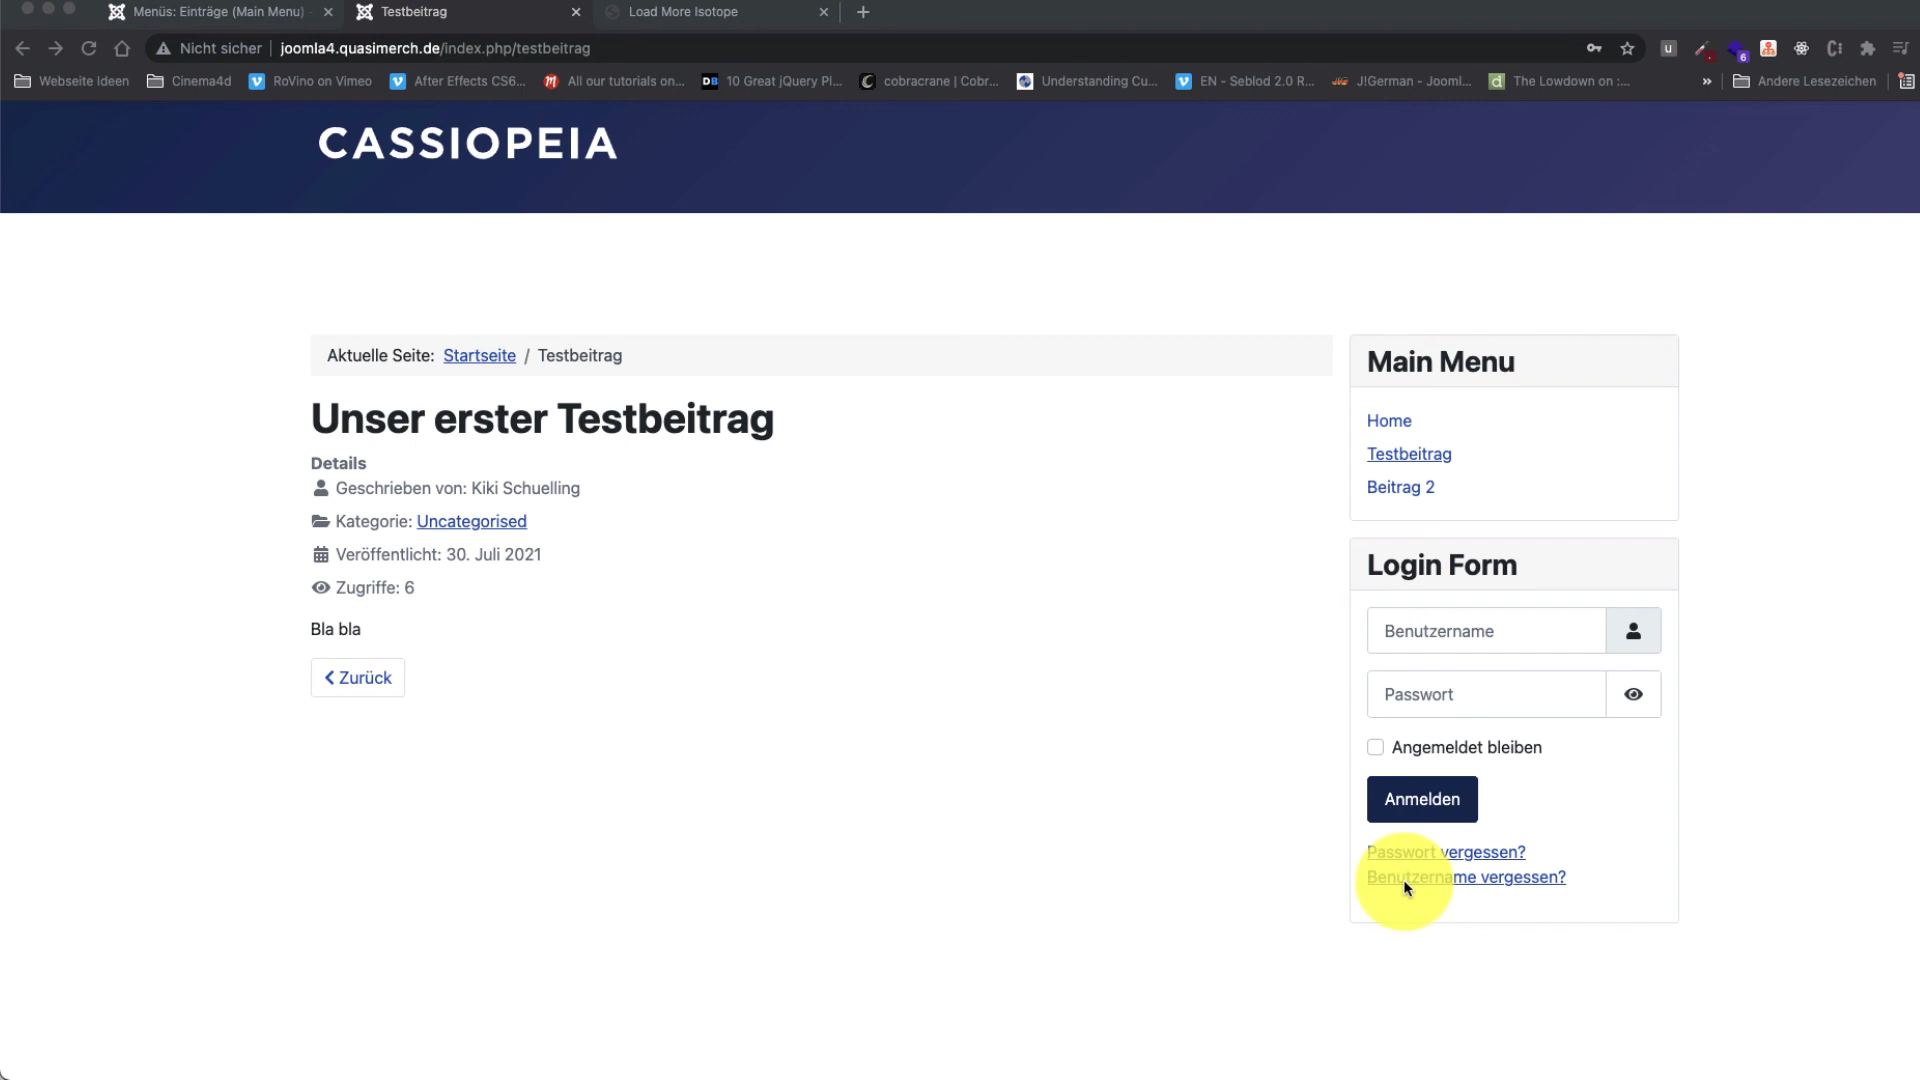 Menüs: Einträge (Main Menu)
Testbeitrag
Load More Isotope
Nicht sicher
joomla4.quasimerch.de/index.php/testbeitrag
u
6
Webseite Ideen
Cinema4d
RoVino on Vimeo
After Effects CS6...
All our tutorials on...
DB
10 Great jQuery Pl...
cobracrane | Cobr...
Understanding Cu...
EN - Seblod 2.0 R...
J!German - Jooml...
d
The Lowdown on :...
»
Andere Lesezeichen
CASSIOPEIA
Aktuelle Seite: Startseite / Testbeitrag
Unser erster Testbeitrag
Details
Geschrieben von: Kiki Schuelling
Kategorie: Uncategorised
Veröffentlicht: 30. Juli 2021
Zugriffe: 6
Bla bla
Zurück
Main Menu
Home
Testbeitrag
Beitrag 2
Login Form
Benutzername
Passwort
Angemeldet bleiben
Anmelden
Passwort vergessen?
Benutzername vergessen?